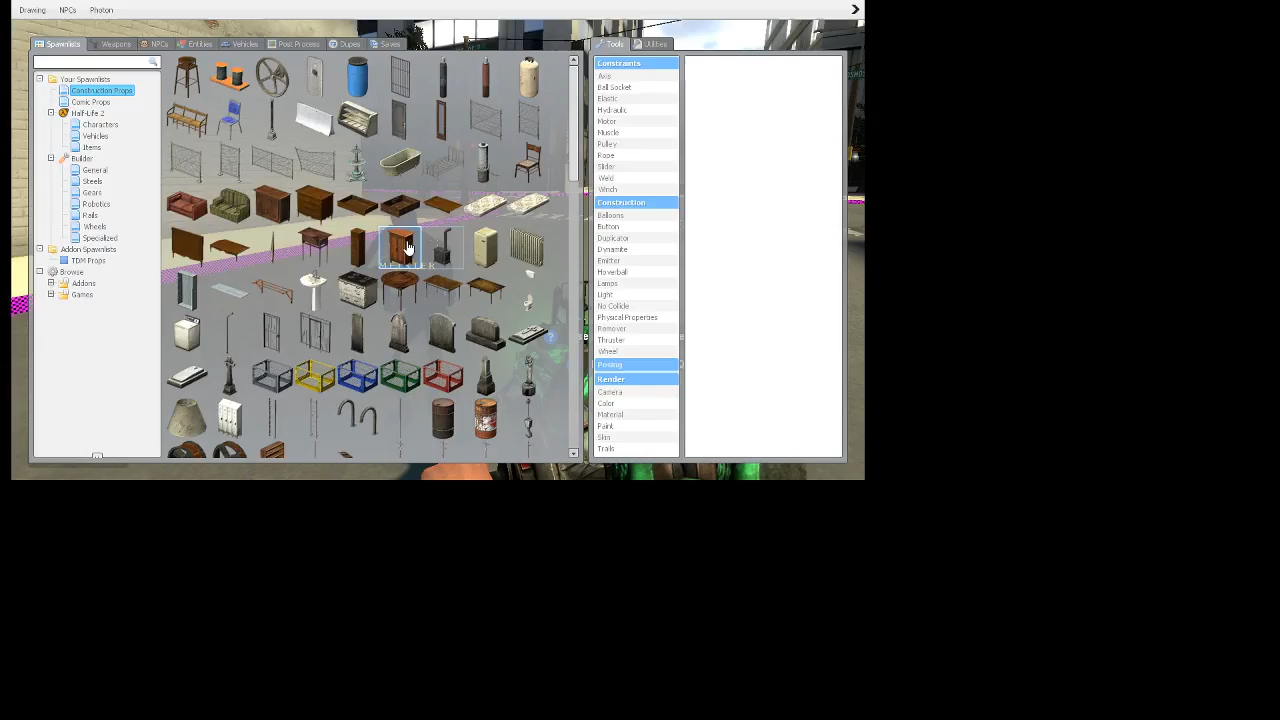 Drawing NPCs Photon
Spawnlists Weapons NPCs Entities Vehicles Post Process Dupes Saves
Tools Utilities
Your Spawnlists
Construction Props
Comic Props
Half-Life 2
Characters
Vehicles
Items
Builder
General
Steels
Gears
Robotics
Rails
Wheels
Specialized
Addon Spawnlists
TDM Props
Browse
Addons
Games
Constraints
Axis
Ball Socket
Elastic
Hydraulic
Motor
Muscle
Pulley
Rope
Slider
Weld
Winch
Construction
Balloons
Button
Duplicator
Dynamite
Emitter
Hoverball
Lamps
Light
No Collide
Physical Properties
Remover
Thruster
Wheel
Posing
Render
Camera
Color
Material
Paint
Skin
Trails